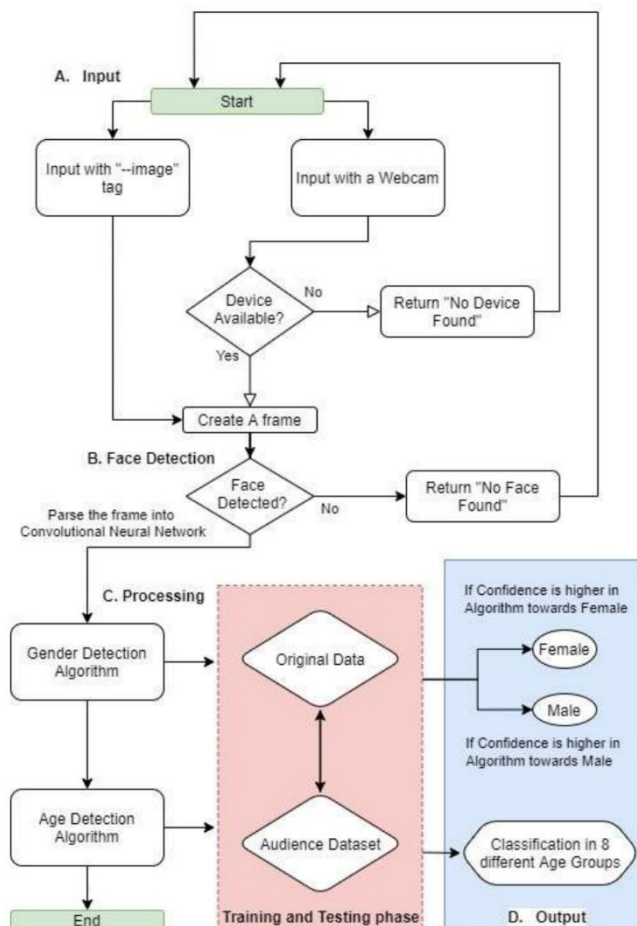 A. Input
Start
Input with "--image"
tag
Input with a Webcam
Device
Available?
No
Return "No Device
Found"
Yes
Create A frame
B. Face Detection
Face
Detected?
No
Return "No Face
Found"
Parse the frame into
Convolutional Neural Network
C. Processing
Gender Detection
Algorithm
Original Data
If Confidence is higher in
Algorithm towards Female
Female
Male
If Confidence is higher in
Algorithm towards Male
Age Detection
Algorithm
Audience Dataset
Classification in 8
different Age Groups
End
Training and Testing phase
D. Output